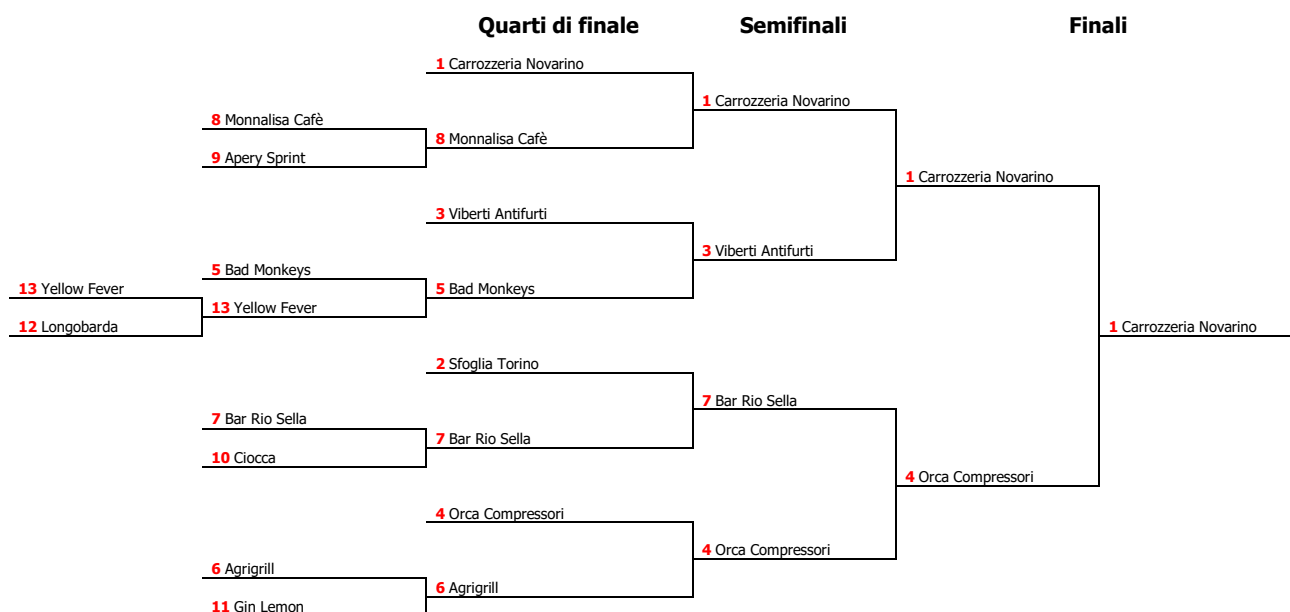 Quarti di finale Semifinali Finali
1 Carrozzeria Novarino
1 Carrozzeria Novarino
8 Monnalisa Cafè
8 Monnalisa Cafè
9 Apery Sprint
1 Carrozzeria Novarino
3 Viberti Antifurti
3 Viberti Antifurti
5 Bad Monkeys
13 Yellow Fever
5 Bad Monkeys
13 Yellow Fever
12 Longobarda
1 Carrozzeria Novarino
2 Sfoglia Torino
7 Bar Rio Sella
7 Bar Rio Sella
7 Bar Rio Sella
10 Ciocca
4 Orca Compressori
4 Orca Compressori
4 Orca Compressori
6 Agrigrill
6 Agrigrill
11 Gin Lemon